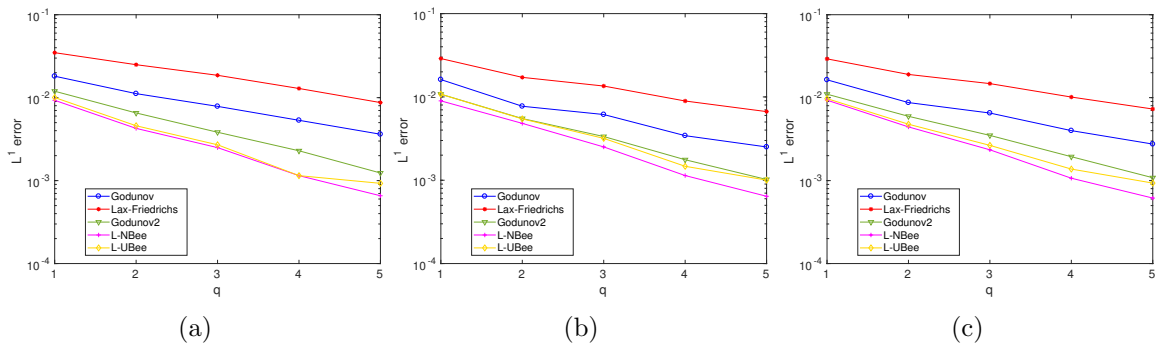 10^-1
10^-2
10^-3
10^-4
L^1 error
1 2 3 4 5
q
Godunov
Lax-Friedrichs
Godunov2
L-NBee
L-UBee
(a)
10^-1
10^-2
10^-3
10^-4
L^1 error
1 2 3 4 5
q
Godunov
Lax-Friedrichs
Godunov2
L-NBee
L-UBee
(b)
10^-1
10^-2
10^-3
10^-4
L^1 error
1 2 3 4 5
q
Godunov
Lax-Friedrichs
Godunov2
L-NBee
L-UBee
(c)